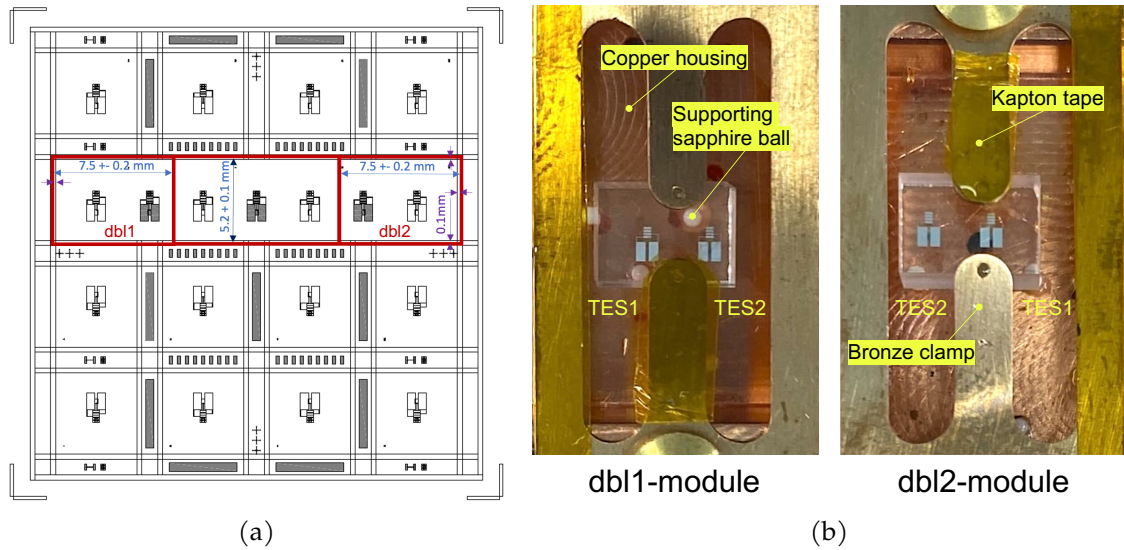 7.5 +- 0.2 mm
7.5 +- 0.2 mm
5.2 + 0.1 mm
0.1mm
dbl1
dbl2
(a)
Copper housing
Supporting
sapphire ball
TES1
TES2
dbl1-module
Kapton tape
TES2
TES1
Bronze clamp
dbl2-module
(b)